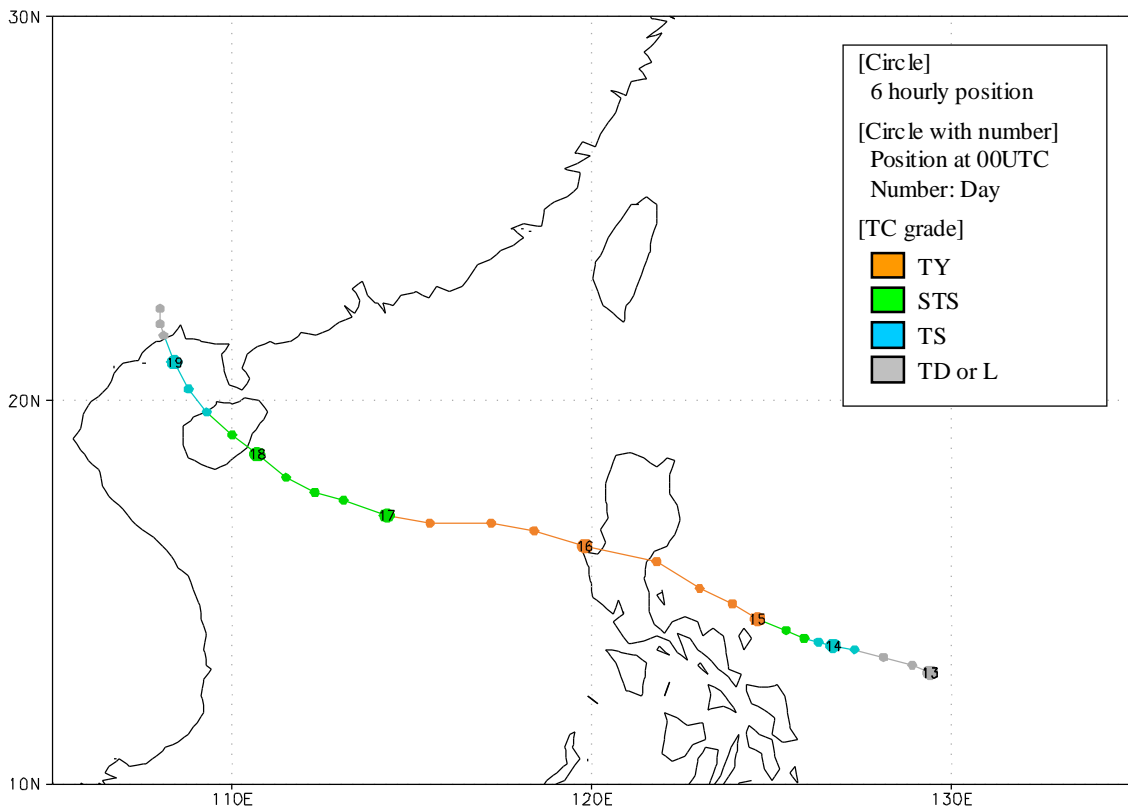 30N
[Circle]
6 hourly position
[Circle with number]
Position at 00UTC
Number: Day
[TC grade]
TY
STS
TS
TD or L
19
20N
18
17
16
15
14
13
10N
110E
120E
130E